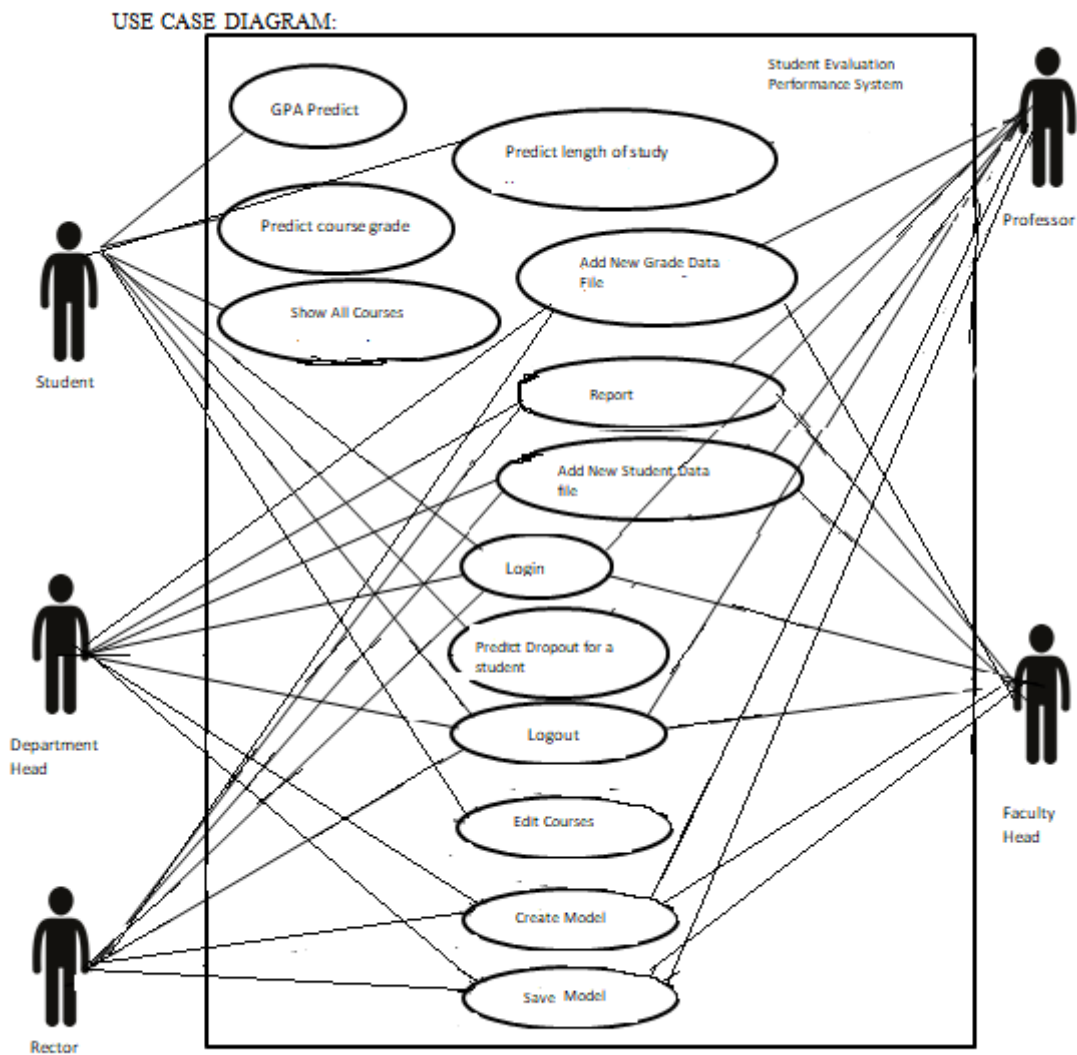 USE CASE DIAGRAM:
Student Evaluation
Performance System
GPA Predict
Predict length of study
Professor
Predict course grade
Add New Grade Data
File
Show All Courses
Student
Report
Add New Student Data
file
Login
Predict Dropout for a
student
Logout
Department
Head
Edit Courses
Faculty
Head
Create Model
Save Model
Rector